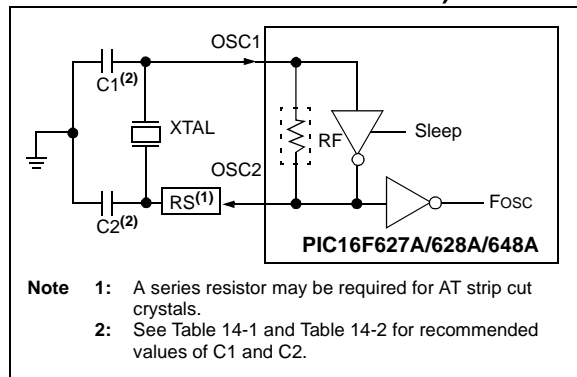 OSC1
C1(2)
XTAL
RF
Sleep
OSC2
C2(2)
RS(1)
FOSC
PIC16F627A/628A/648A
Note 1: A series resistor may be required for AT strip cut
crystals.
2: See Table 14-1 and Table 14-2 for recommended
values of C1 and C2.